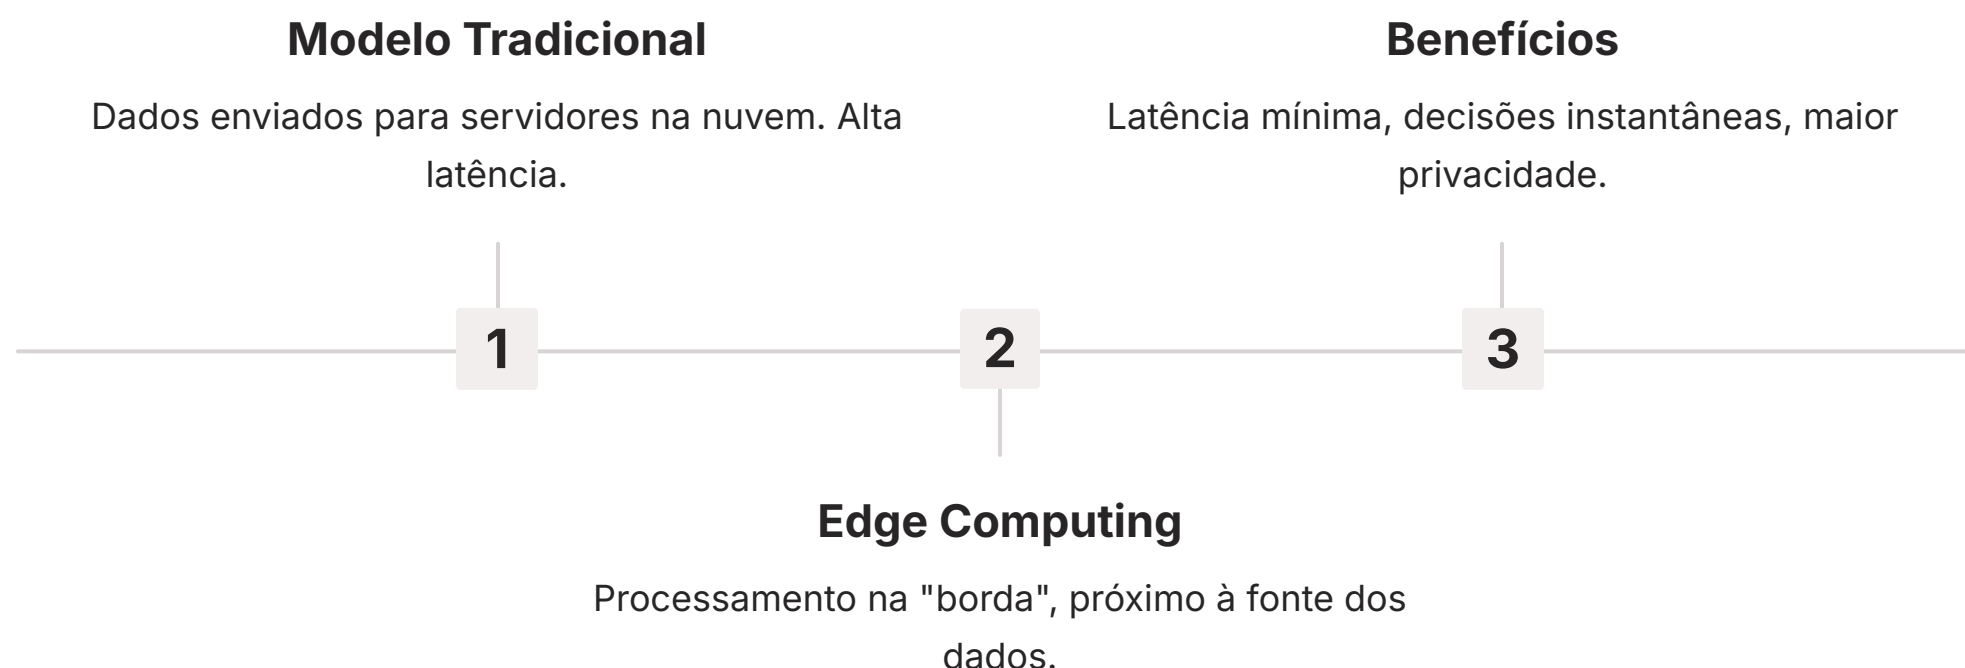 Modelo Tradicional
Dados enviados para servidores na nuvem. Alta
latência.
Benefícios
Latência mínima, decisões instantâneas, maior
privacidade.
1
2
3
Edge Computing
Processamento na "borda", próximo à fonte dos
dados.